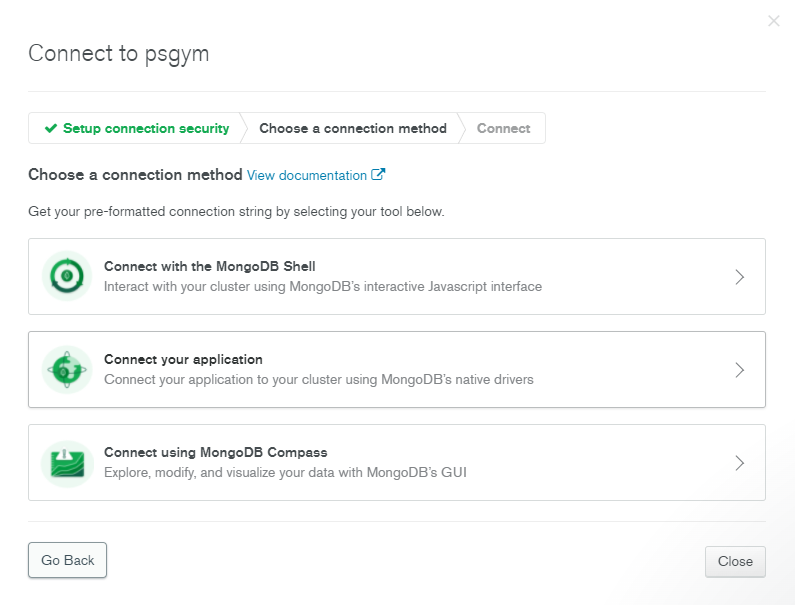 Connect to psgym
Setup connection security
Choose a connection method
Connect
Choose a connection method View documentation
Get your pre-formatted connection string by selecting your tool below.
Connect with the MongoDB Shell
Interact with your cluster using MongoDB's interactive Javascript interface
Connect your application
Connect your application to your cluster using MongoDB's native drivers
Connect using MongoDB Compass
Explore, modify, and visualize your data with MongoDB's GUI
Go Back
Close